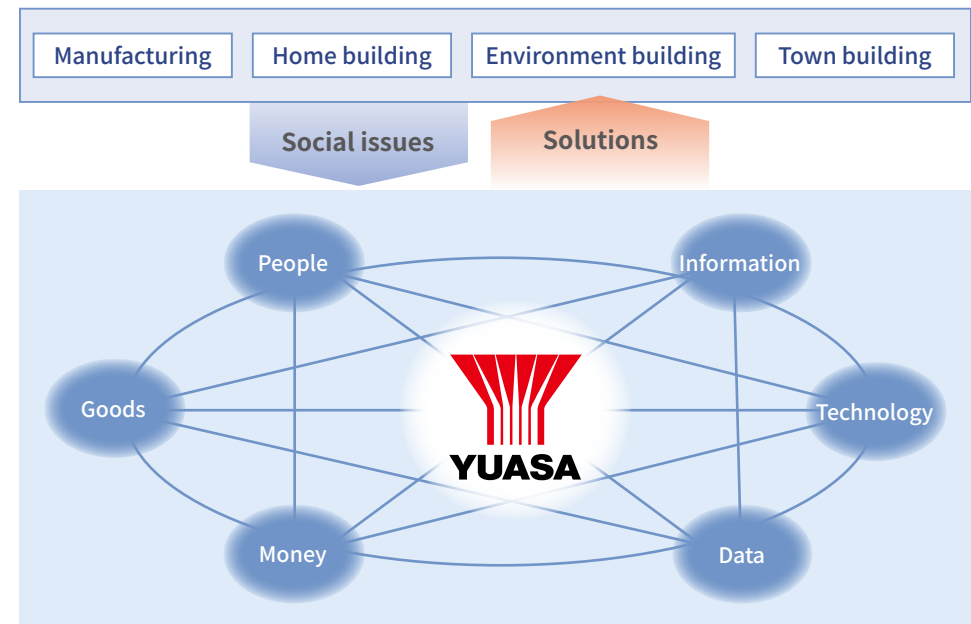 Manufacturing
Home building
Environment building
Town building
Social issues
Solutions
People
Information
Goods
YUASA
Technology
Money
Data